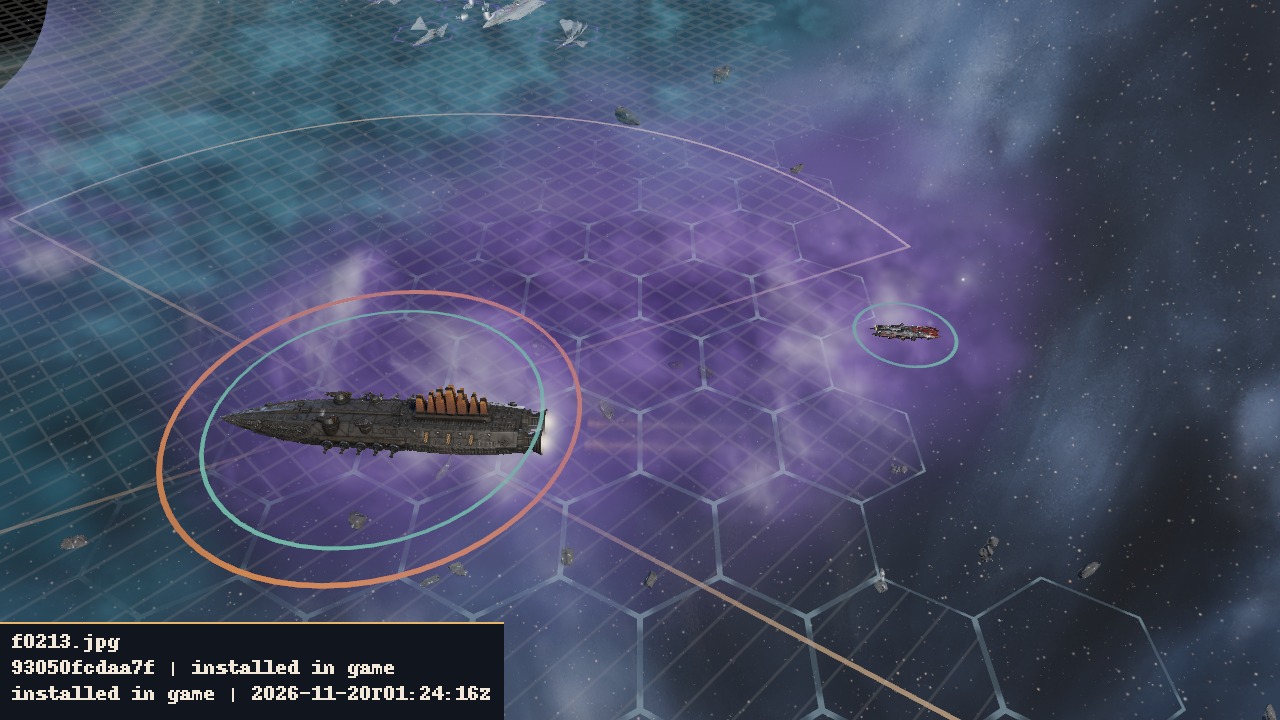 f0213.jpg
93050fcdaa7f | installed in game
installed in game | 2026-11-20T01:24:16Z